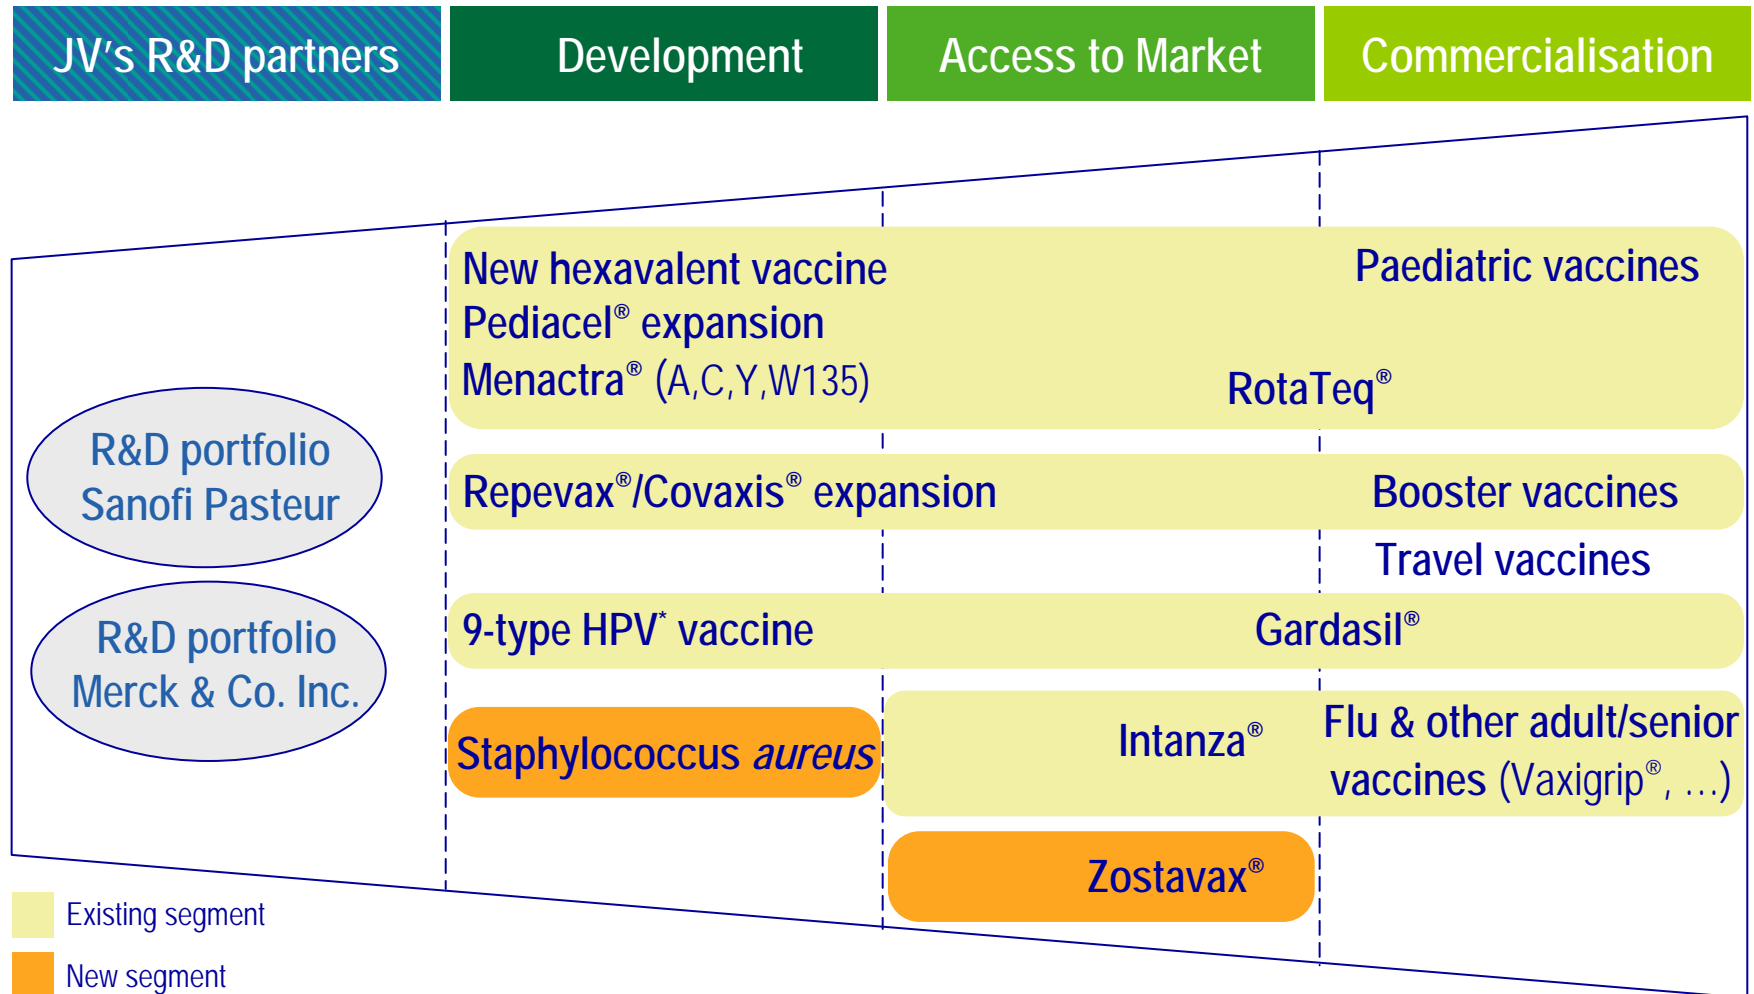 JV's R&D partners
Development
Access to Market
Commercialisation
New hexavalent vaccine
Pediacel® expansion
Menactra® (A,C,Y,W135)
Paediatric vaccines
RotaTeq®
R&D portfolio
Sanofi Pasteur
Repevax®/Covaxis® expansion
Booster vaccines
Travel vaccines
R&D portfolio
Merck & Co. Inc.
9-type HPV* vaccine
Gardasil®
Staphylococcus aureus
Intanza®
Flu & other adult/senior
vaccines (Vaxigrip®, …)
Zostavax®
Existing segment
New segment